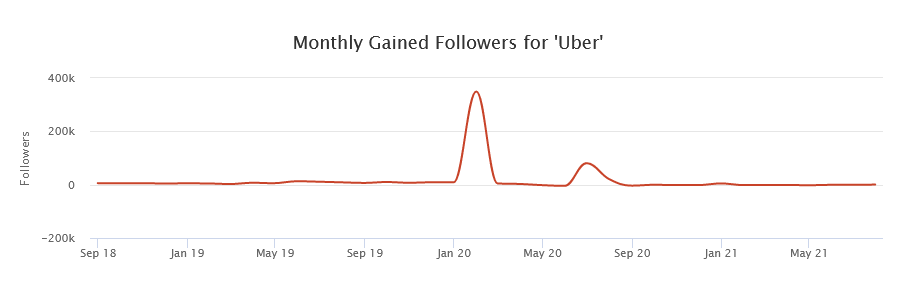 Monthly Gained Followers for 'Uber'
400k
200k
0
−200k
Followers
Sep 18 Jan 19 May 19 Sep 19 Jan 20 May 20 Sep 20 Jan 21 May 21